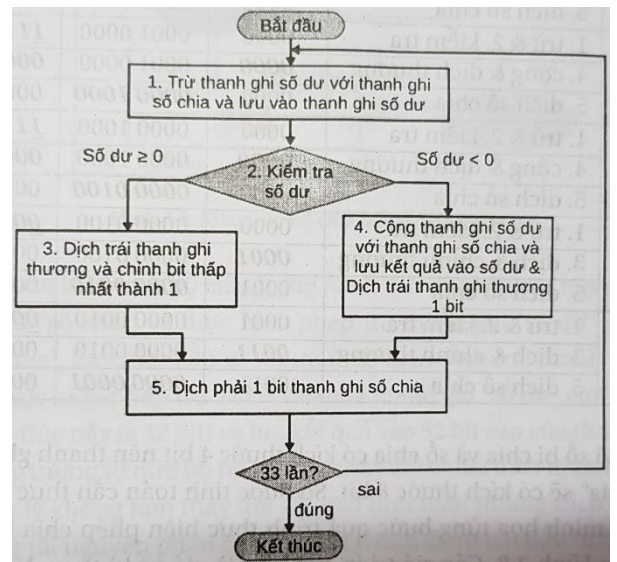 Bắt đầu
1. Trừ thanh ghi số dư với thanh ghi
số chia và lưu vào thanh ghi số dư
Số dư ≥ 0
2. Kiểm tra
số dư
Số dư < 0
3. Dịch trái thanh ghi
thương và chỉnh bit thấp
nhất thành 1
4. Cộng thanh ghi số dư
với thanh ghi số chia và
lưu kết quả vào số dư &
Dịch trái thanh ghi thương
1 bit
5. Dịch phải 1 bit thanh ghi số chia
33 lần?
sai
đúng
Kết thúc